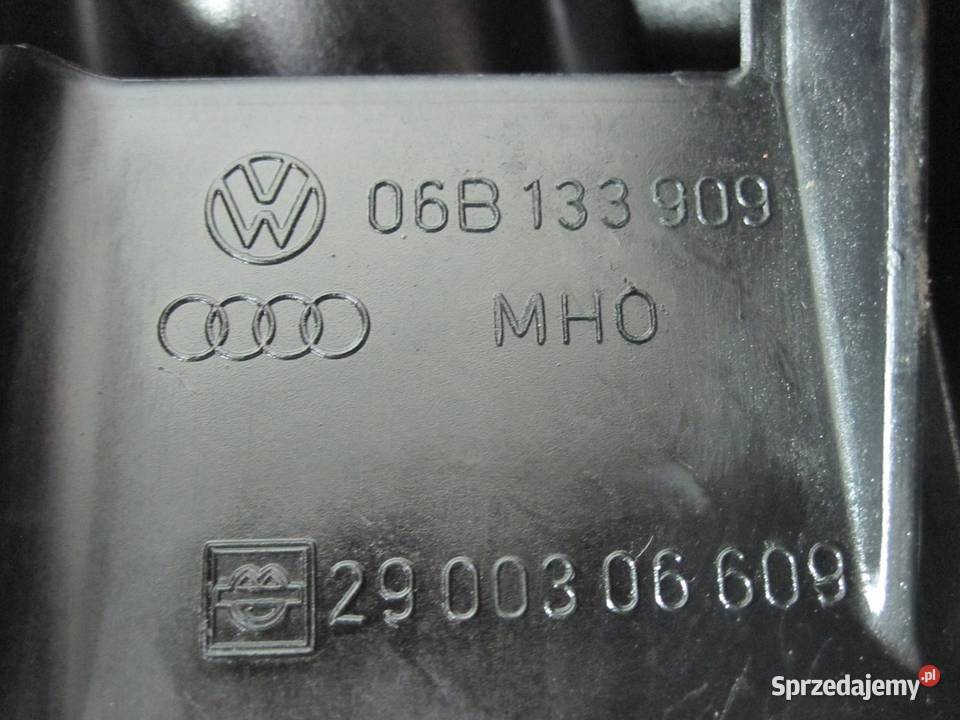 06B 133 909
MHO
29 003 06 609
Sprzedajemy.pl